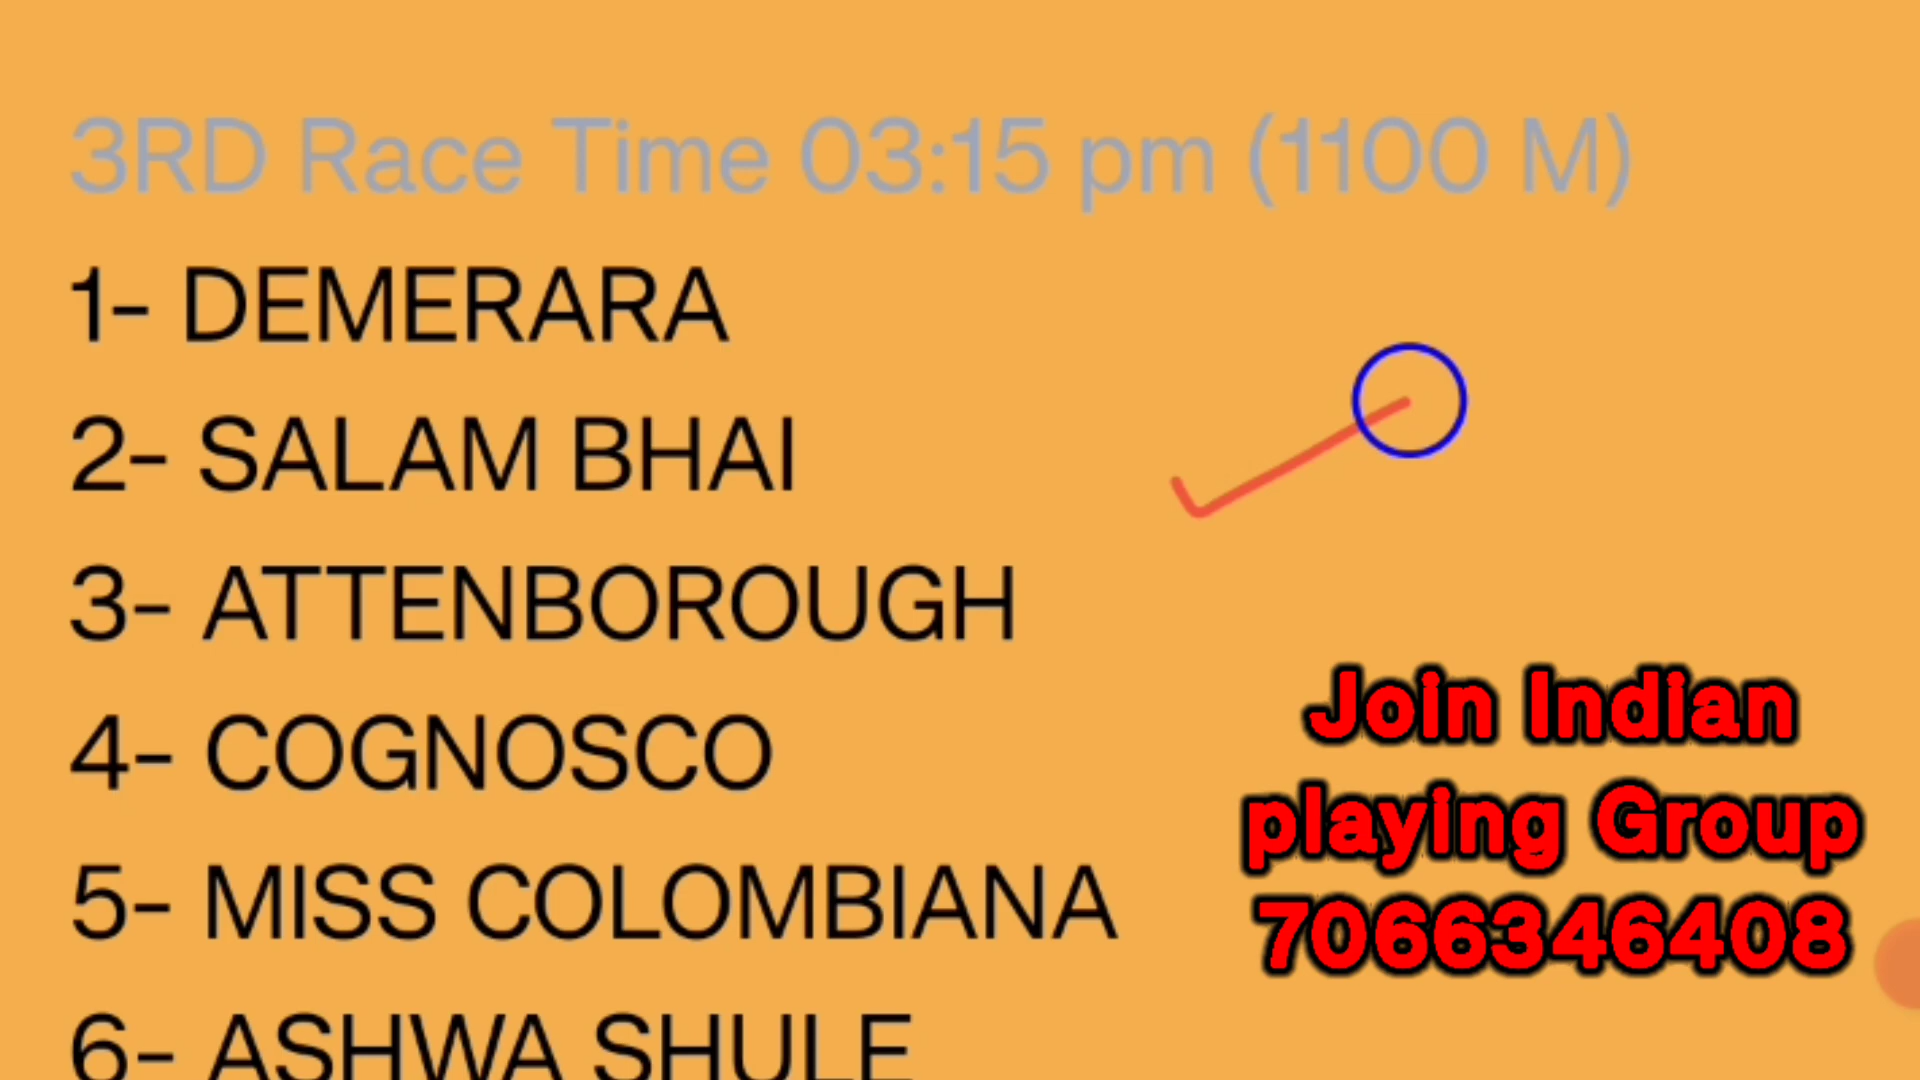 3RD Race Time 03:15 pm (1100 M)
1- DEMERARA
2- SALAM BHAI
3- ATTENBOROUGH
4- COGNOSCO
5- MISS COLOMBIANA
6- ASHWA SHULE
Join Indian
playing Group
7066346408